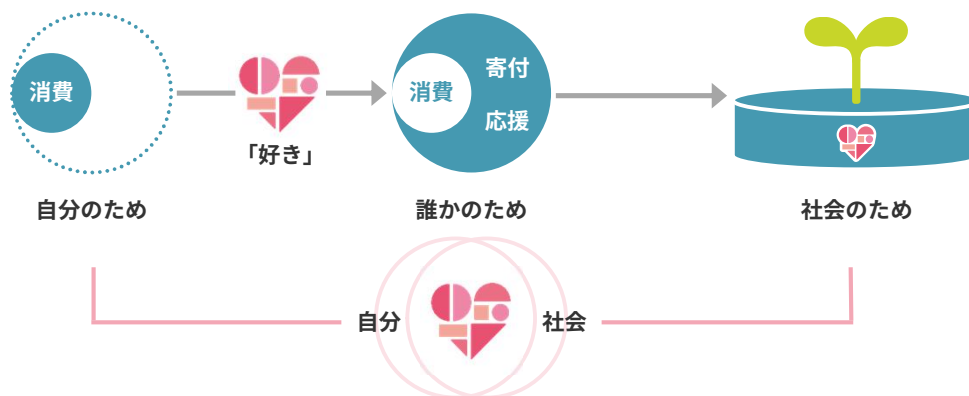 消費
「好き」
消費
寄付
応援
自分のため
誰かのため
社会のため
自分
社会